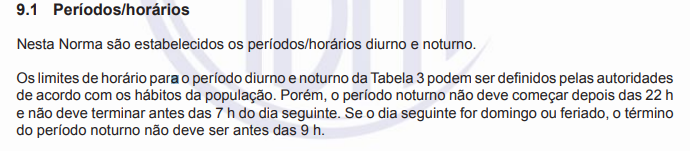 9.1 Períodos/horários
Nesta Norma são estabelecidos os períodos/horários diurno e noturno.
Os limites de horário para o período diurno e noturno da Tabela 3 podem ser definidos pelas autoridades
de acordo com os hábitos da população. Porém, o período noturno não deve começar depois das 22 h
e não deve terminar antes das 7 h do dia seguinte. Se o dia seguinte for domingo ou feriado, o término
do período noturno não deve ser antes das 9 h.